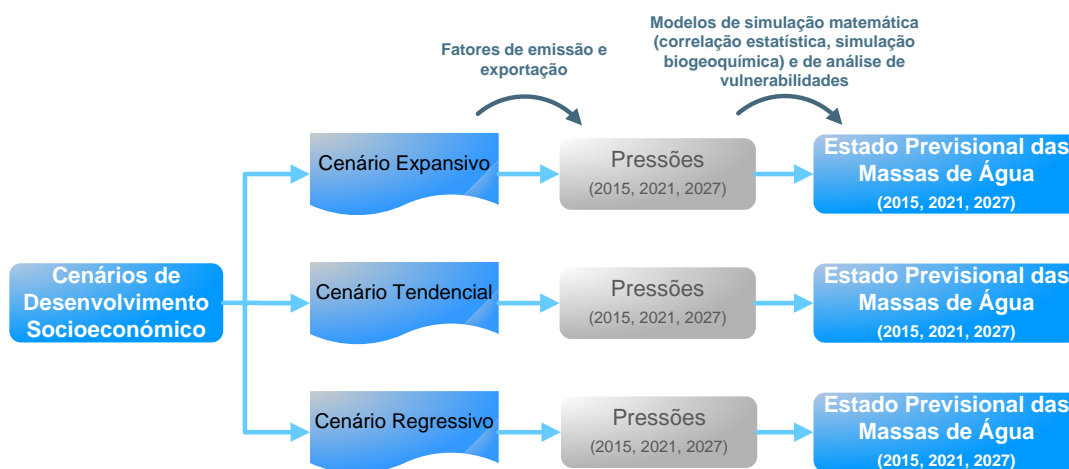 Fatores de emissão e
exportação
Modelos de simulação matemática
(correlação estatística, simulação
biogeoquímica) e de análise de
vulnerabilidades
Cenário Expansivo
Pressões
(2015, 2021, 2027)
Estado Previsional das
Massas de Água
(2015, 2021, 2027)
Cenários de
Desenvolvimento
Socioeconómico
Cenário Tendencial
Pressões
(2015, 2021, 2027)
Estado Previsional das
Massas de Água
(2015, 2021, 2027)
Cenário Regressivo
Pressões
(2015, 2021, 2027)
Estado Previsional das
Massas de Água
(2015, 2021, 2027)